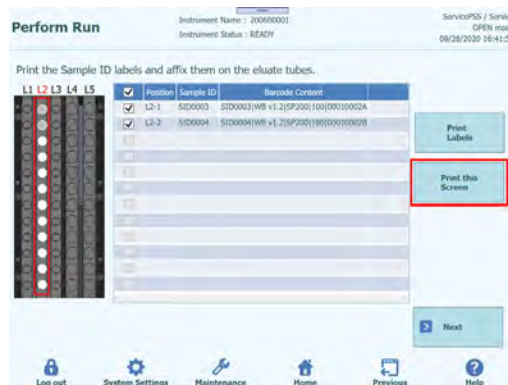 Perform Run
Instrument Name : 200600001
Instrument Status : READY
ServicePSS / Servi
OPEN mod
09/28/2020 16:41:5
Print the Sample ID labels and affix them on the eluate tubes.
L1 L2 L3 L4 L5
Position Sample ID Barcode Content
L2-1 SID0003 SID0003|WB v1.2|SP200|100|00010002A
L2-2 SID0004 SID0004|WB v1.2|SP200|100|00010002B
Print Labels
Print this Screen
Next
Log out System Settings Maintenance Home Previous Help